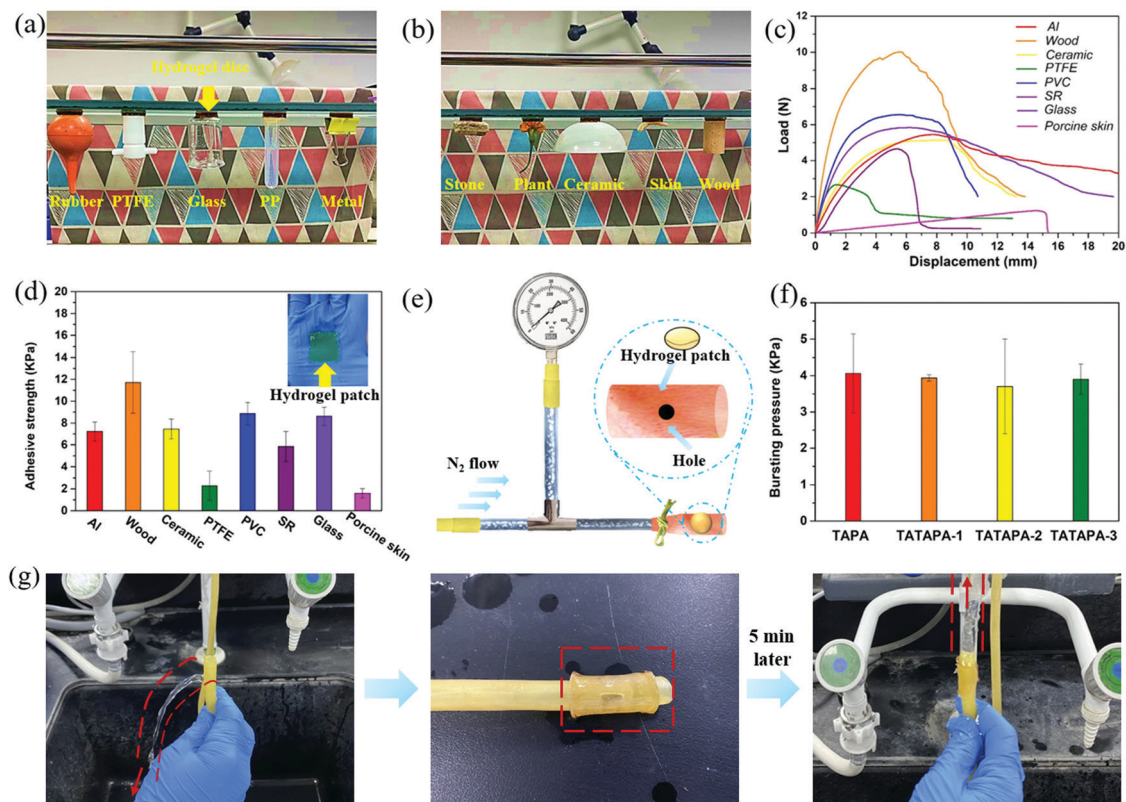 (a)
Hydrogel disc
Rubber PTFE Glass PP Metal
(b)
Stone Plant Ceramic Skin Wood
(c)
Load (N)
12
10
8
6
4
2
0
0 2 4 6 8 10 12 14 16 18 20
Displacement (mm)
Al
Wood
Ceramic
PTFE
PVC
SR
Glass
Porcine skin
(d)
Adhesive strength (KPa)
20
18
16
14
12
10
8
6
4
2
0
Al Wood Ceramic PTFE PVC SR Glass Porcine skin
Hydrogel patch
(e)
N2 flow
Hydrogel patch
Hole
(f)
Bursting pressure (KPa)
6
5
4
3
2
1
0
TAPA TATAPA-1 TATAPA-2 TATAPA-3
(g)
5 min
later